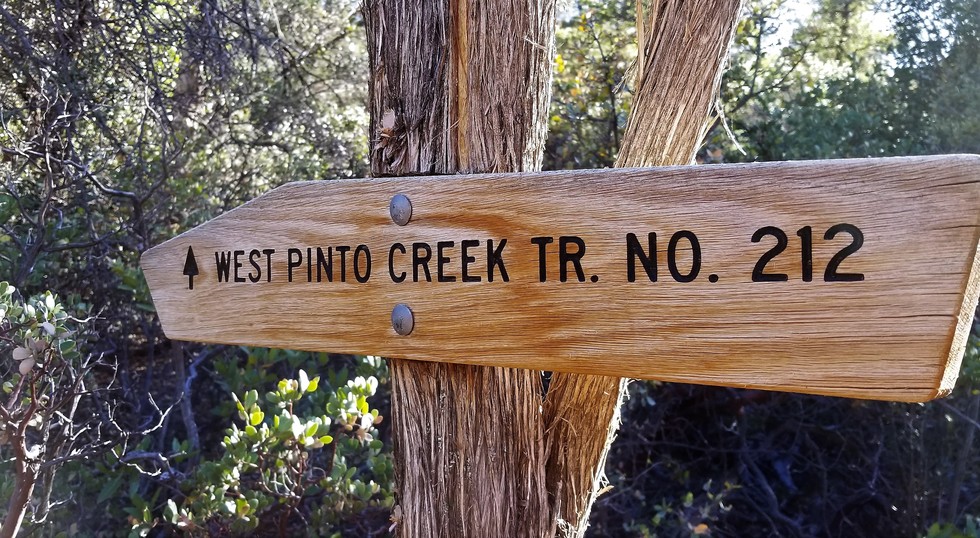 WEST PINTO CREEK TR. NO. 212